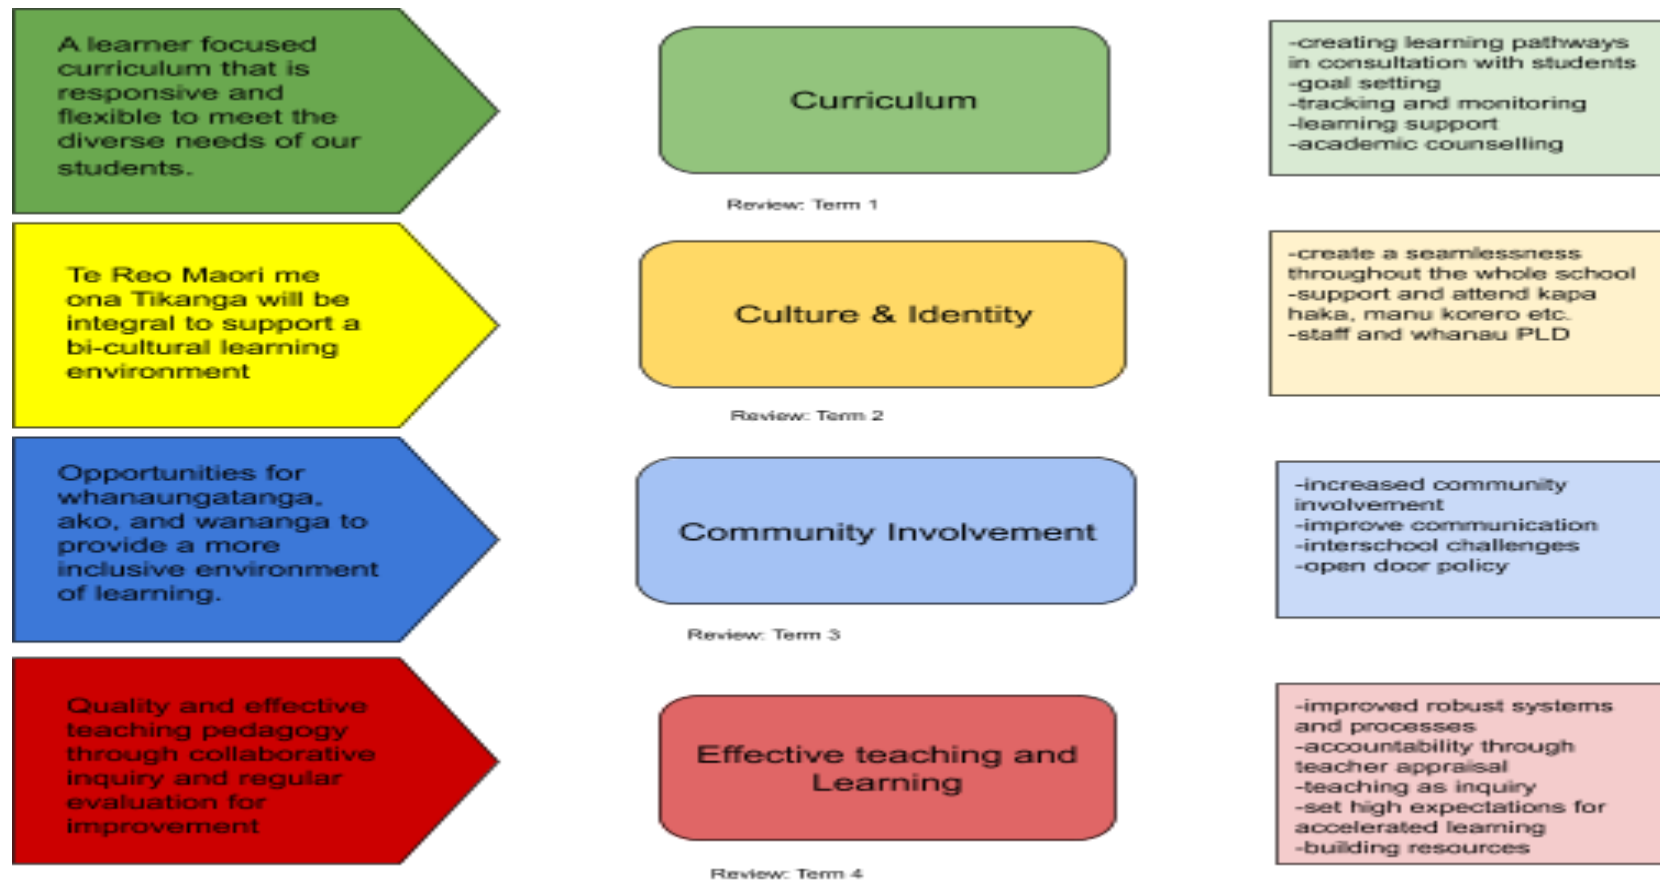 A learner focused
curriculum that is
responsive and
flexible to meet the
diverse needs of our
students.
Curriculum
Review: Term 1
-creating learning pathways
in consultation with students
-goal setting
-tracking and monitoring
-learning support
-academic counselling
Te Reo Maori me
ona Tikanga will be
integral to support a
bi-cultural learning
environment
Culture & Identity
Review: Term 2
-create a seamlessness
throughout the whole school
-support and attend kapa
haka, manu korero etc.
-staff and whanau PLD
Opportunities for
whanaungatanga,
ako, and wananga to
provide a more
inclusive environment
of learning.
Community Involvement
Review: Term 3
-increased community
involvement
-improve communication
-interschool challenges
-open door policy
Quality and effective
teaching pedagogy
through collaborative
inquiry and regular
evaluation for
improvement
Effective teaching and
Learning
Review: Term 4
-improved robust systems
and processes
-accountability through
teacher appraisal
-teaching as inquiry
-set high expectations for
accelerated learning
-building resources